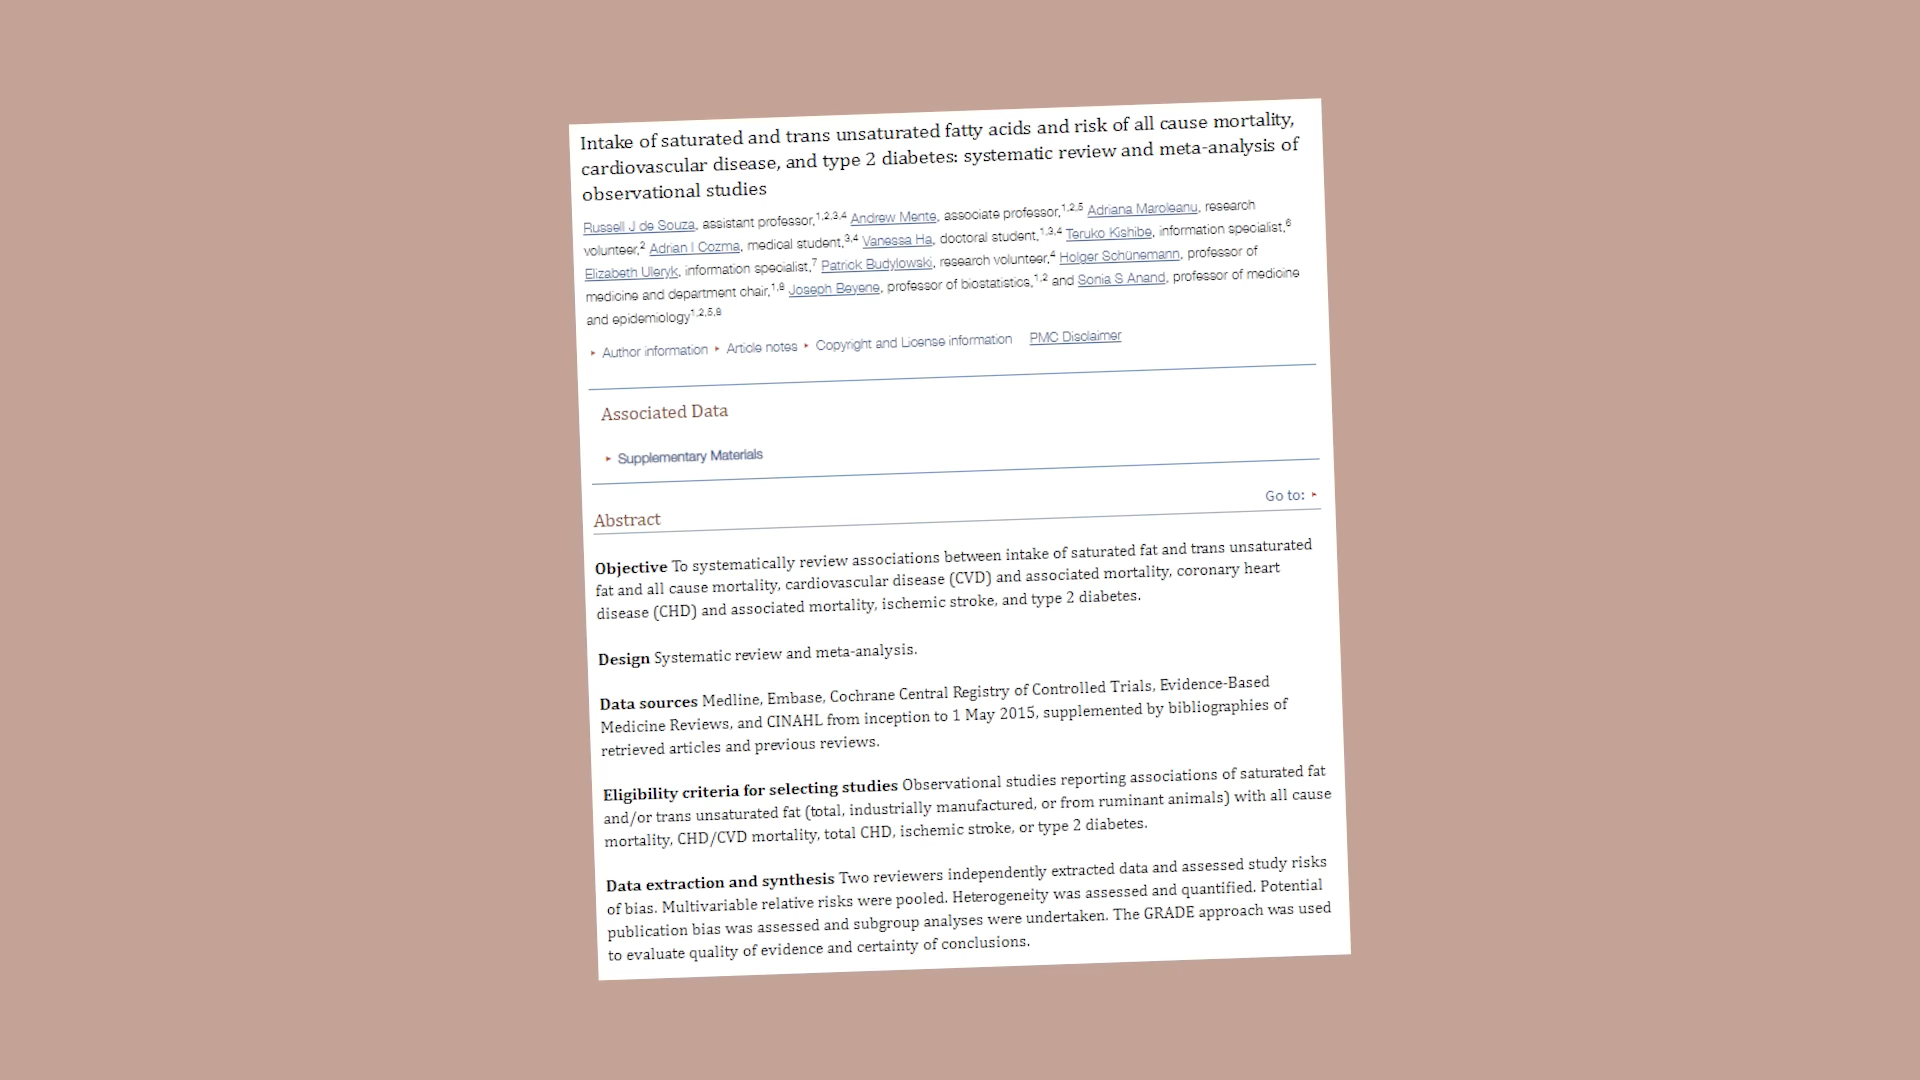 Intake of saturated and trans unsaturated fatty acids and risk of all cause mortality,
cardiovascular disease, and type 2 diabetes: systematic review and meta-analysis of
observational studies
Russell J de Souza, assistant professor,1,2,3,4 Andrew Mente, associate professor,1,2,5 Adriana Maroleanu, research
volunteer,2 Adrian I Cozma, medical student,3,4 Vanessa Ha, doctoral student,1,3,4 Teruko Kishibe, information specialist,6
Elizabeth Uleryk, information specialist,7 Patrick Budylowski, research volunteer,4 Holger Schünemann, professor of
medicine and department chair,1,8 Joseph Beyene, professor of biostatistics,1,2 and Sonia S Anand, professor of medicine
and epidemiology1,2,5,8
Author information Article notes Copyright and License information PMC Disclaimer
Associated Data
Supplementary Materials
Go to:
Abstract
Objective To systematically review associations between intake of saturated fat and trans unsaturated
fat and all cause mortality, cardiovascular disease (CVD) and associated mortality, coronary heart
disease (CHD) and associated mortality, ischemic stroke, and type 2 diabetes.
Design Systematic review and meta-analysis.
Data sources Medline, Embase, Cochrane Central Registry of Controlled Trials, Evidence-Based
Medicine Reviews, and CINAHL from inception to 1 May 2015, supplemented by bibliographies of
retrieved articles and previous reviews.
Eligibility criteria for selecting studies Observational studies reporting associations of saturated fat
and/or trans unsaturated fat (total, industrially manufactured, or from ruminant animals) with all cause
mortality, CHD/CVD mortality, total CHD, ischemic stroke, or type 2 diabetes.
Data extraction and synthesis Two reviewers independently extracted data and assessed study risks
of bias. Multivariable relative risks were pooled. Heterogeneity was assessed and quantified. Potential
publication bias was assessed and subgroup analyses were undertaken. The GRADE approach was used
to evaluate quality of evidence and certainty of conclusions.